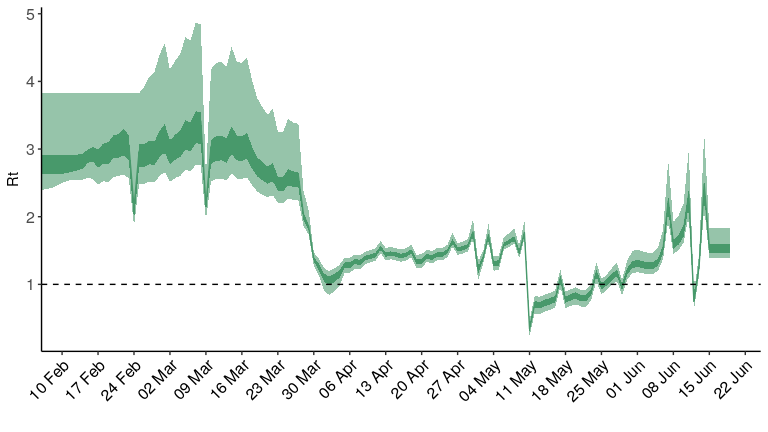 5
4
3
2
1
Rt
10 Feb
17 Feb
24 Feb
02 Mar
09 Mar
16 Mar
23 Mar
30 Mar
06 Apr
13 Apr
20 Apr
27 Apr
04 May
11 May
18 May
25 May
01 Jun
08 Jun
15 Jun
22 Jun